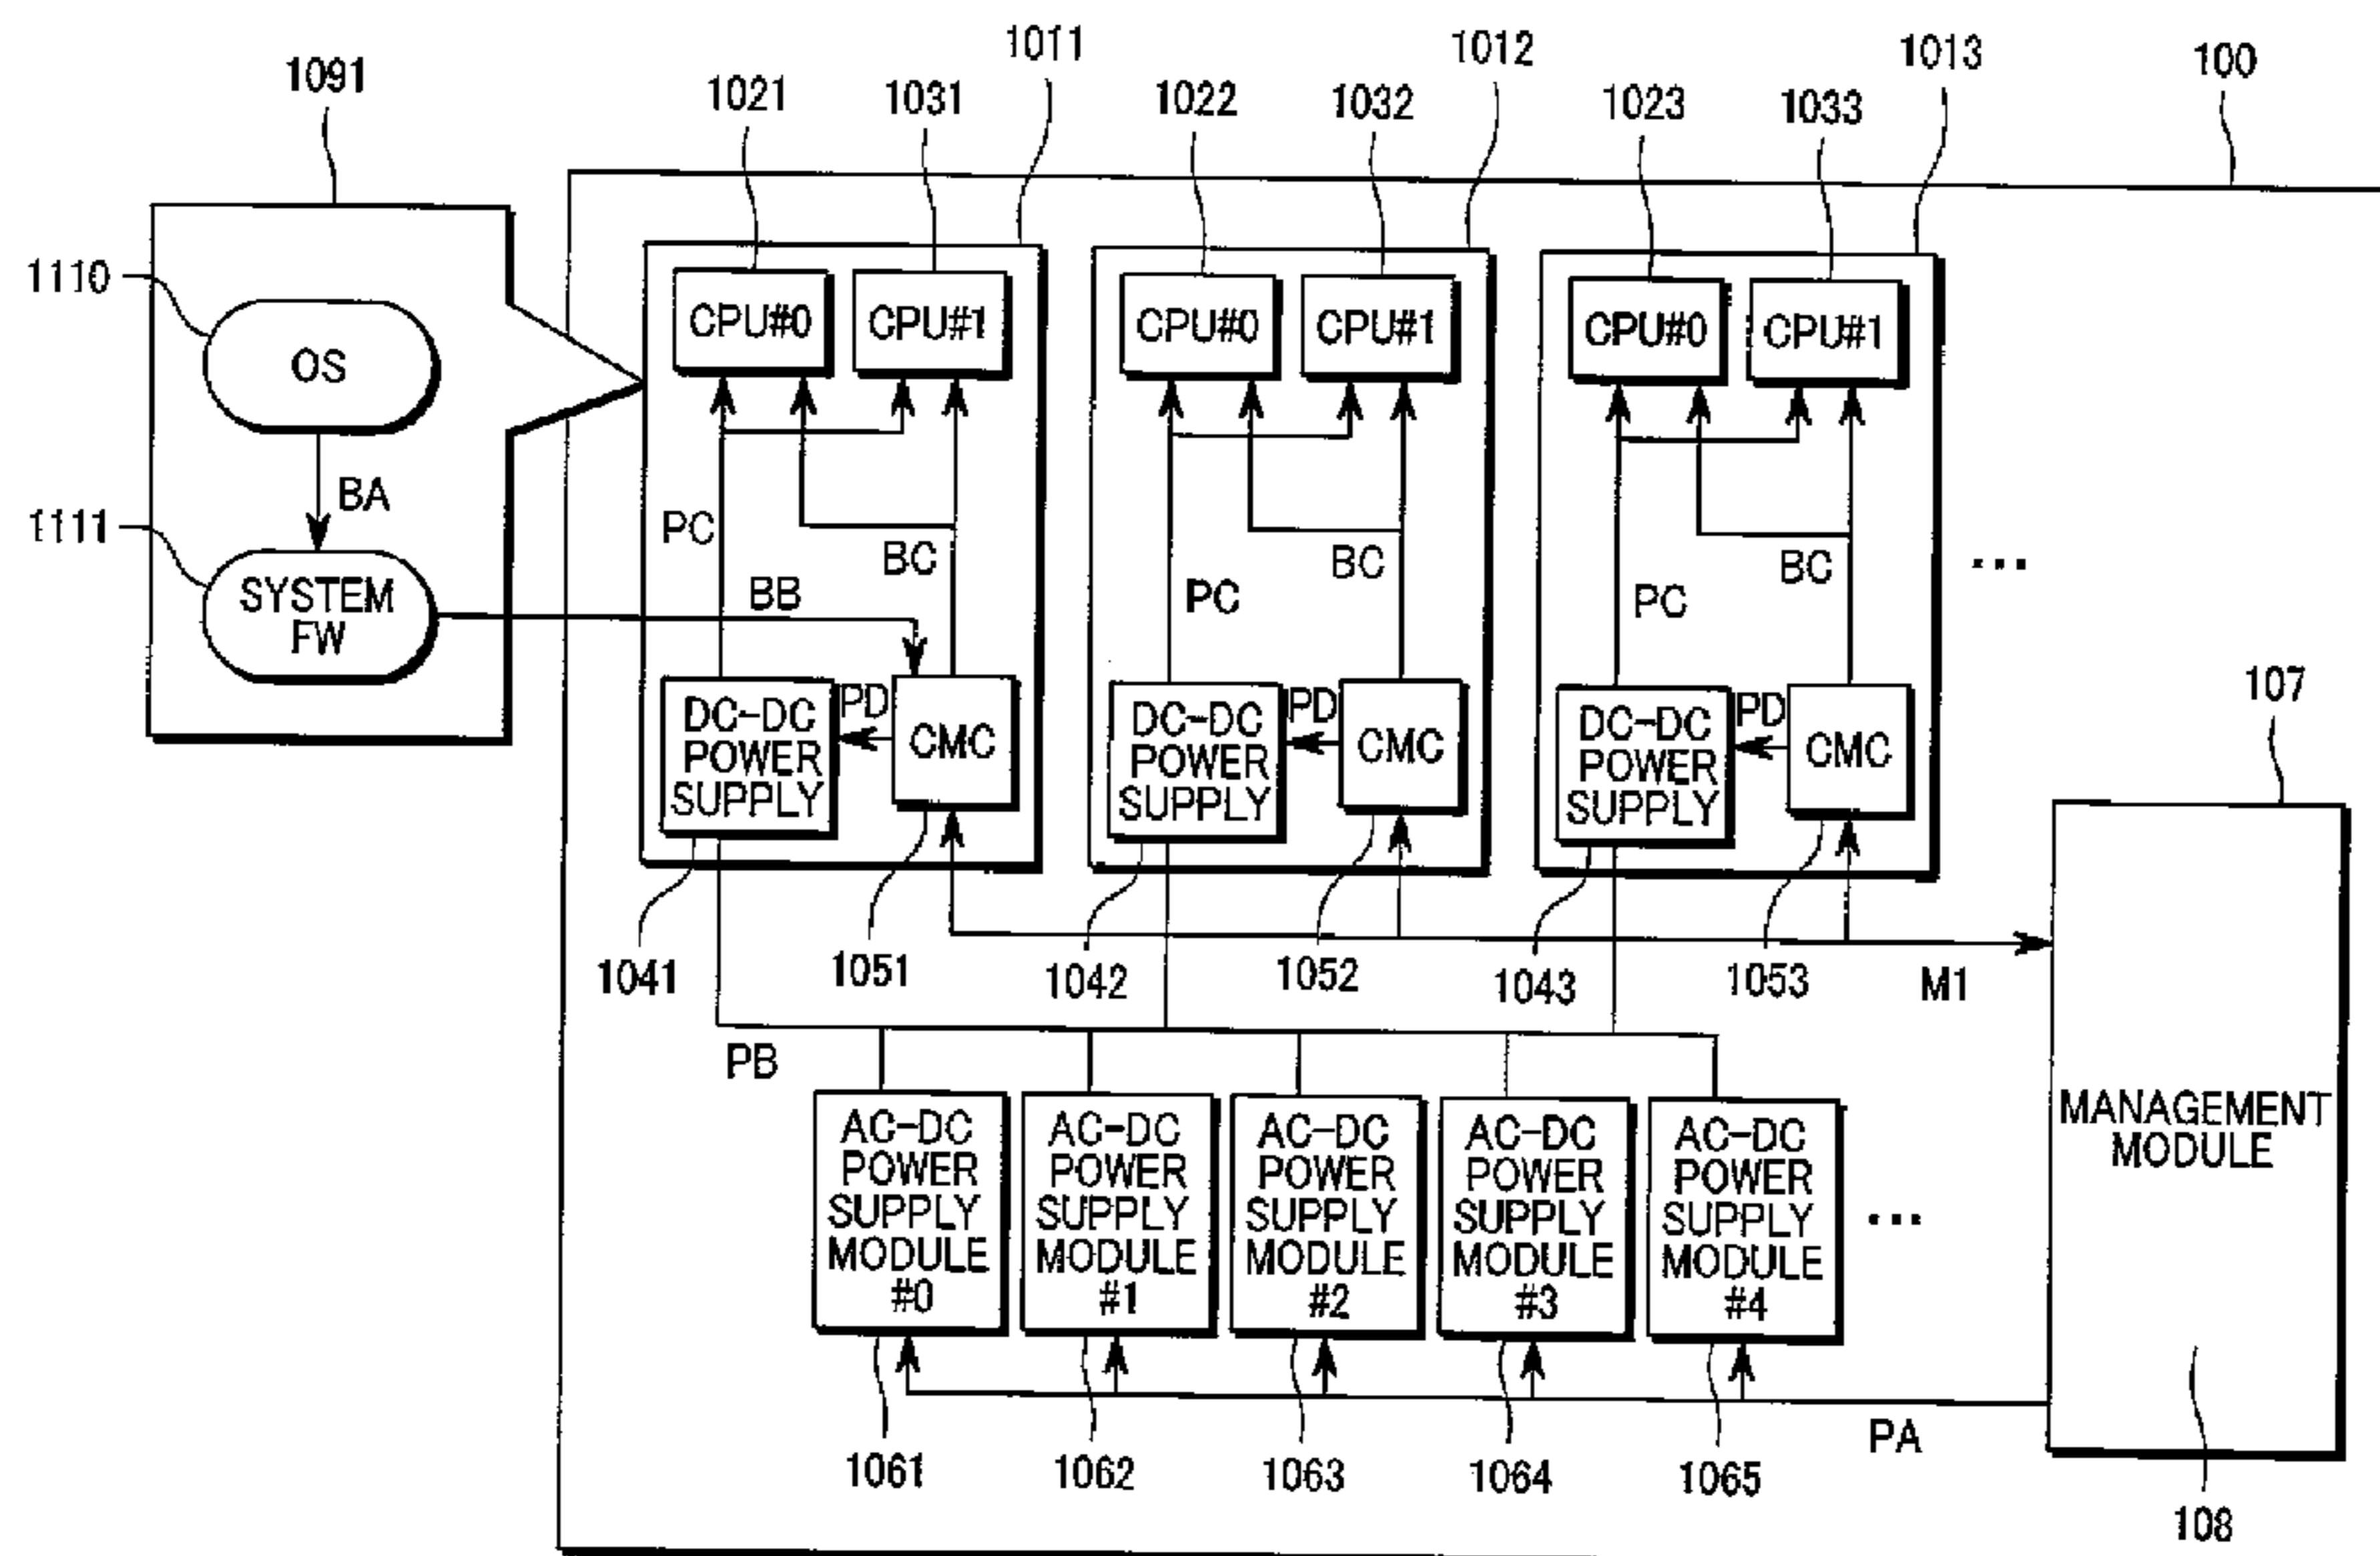 1091
1021
1031
1011
1022
1032
1012
1023
1033
1013
100
1110
OS
BA
1111
SYSTEM
FW
CPU#0
CPU#1
PC
BC
BB
DC-DC
POWER
SUPPLY
PD
CMC
1041
1051
CPU#0
CPU#1
PC
BC
DC-DC
POWER
SUPPLY
PD
CMC
1042
1052
CPU#0
CPU#1
PC
BC
DC-DC
POWER
SUPPLY
PD
CMC
1043
1053
...
M1
107
MANAGEMENT
MODULE
108
PB
AC-DC
POWER
SUPPLY
MODULE
#0
AC-DC
POWER
SUPPLY
MODULE
#1
AC-DC
POWER
SUPPLY
MODULE
#2
AC-DC
POWER
SUPPLY
MODULE
#3
AC-DC
POWER
SUPPLY
MODULE
#4
...
PA
1061
1062
1063
1064
1065